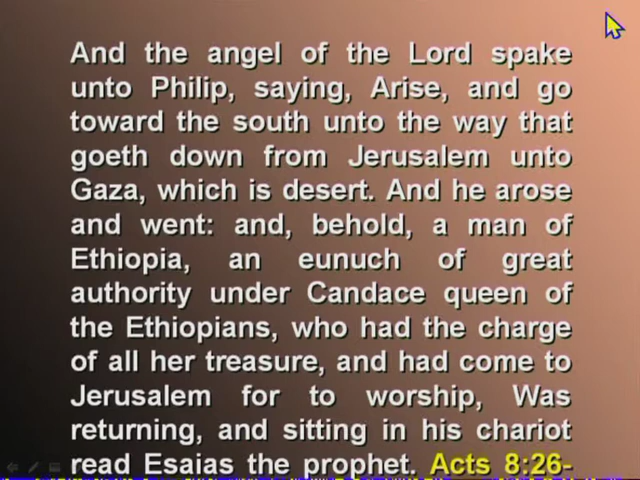 And the angel of the Lord spake
unto Philip, saying, Arise, and go
toward the south unto the way that
goeth down from Jerusalem unto
Gaza, which is desert. And he arose
and went: and, behold, a man of
Ethiopia, an eunuch of great
authority under Candace queen of
the Ethiopians, who had the charge
of all her treasure, and had come to
Jerusalem for to worship, Was
returning, and sitting in his chariot
read Esaias the prophet. Acts 8:26-